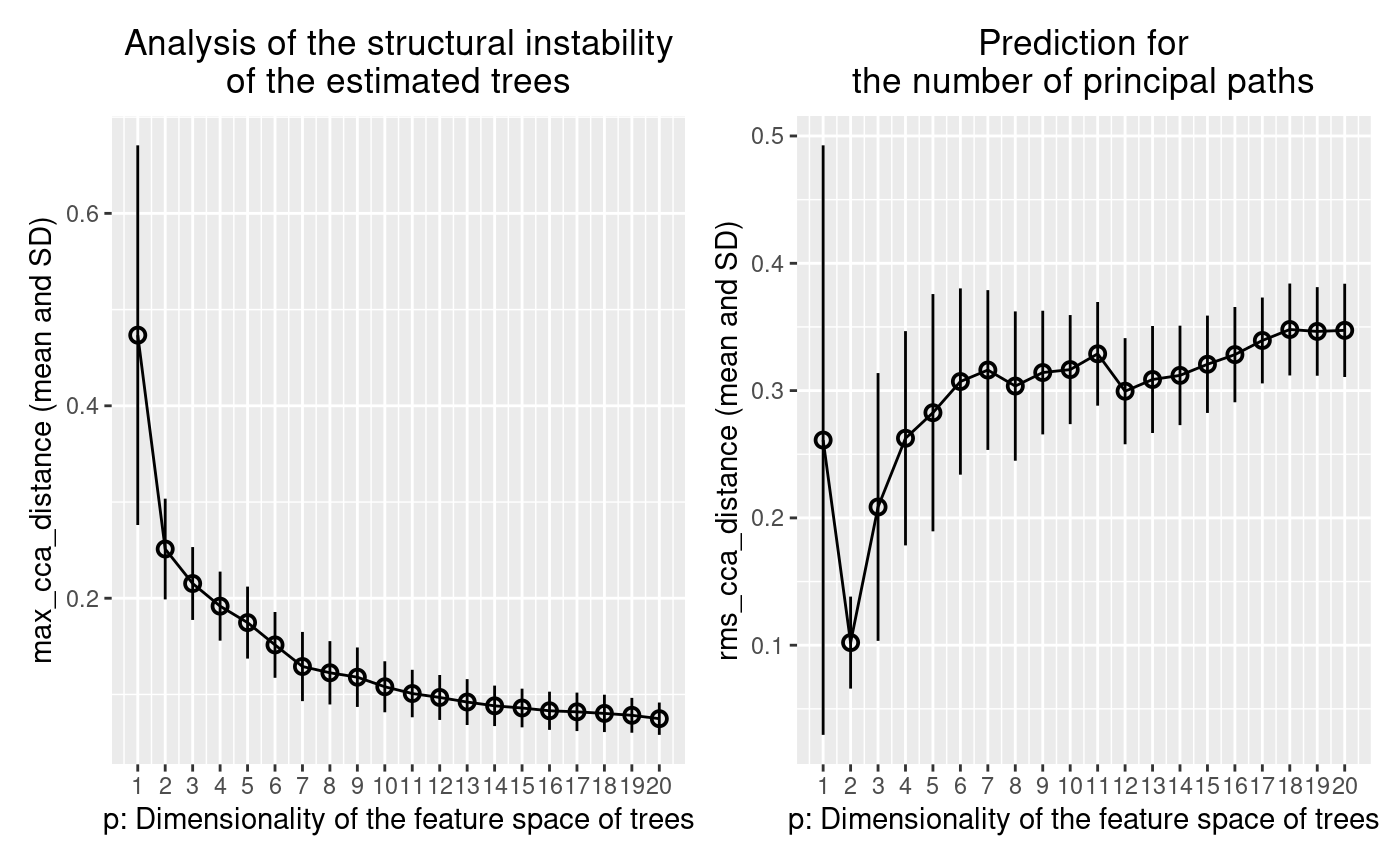 Analysis of the structural instability
of the estimated trees
max_cca_distance (mean and SD)
0.6
0.4
0.2
1 2 3 4 5 6 7 8 9 10 11 12 13 14 15 16 17 18 19 20
p: Dimensionality of the feature space of trees
Prediction for
the number of principal paths
rms_cca_distance (mean and SD)
0.5
0.4
0.3
0.2
0.1
1 2 3 4 5 6 7 8 9 10 11 12 13 14 15 16 17 18 19 20
p: Dimensionality of the feature space of trees